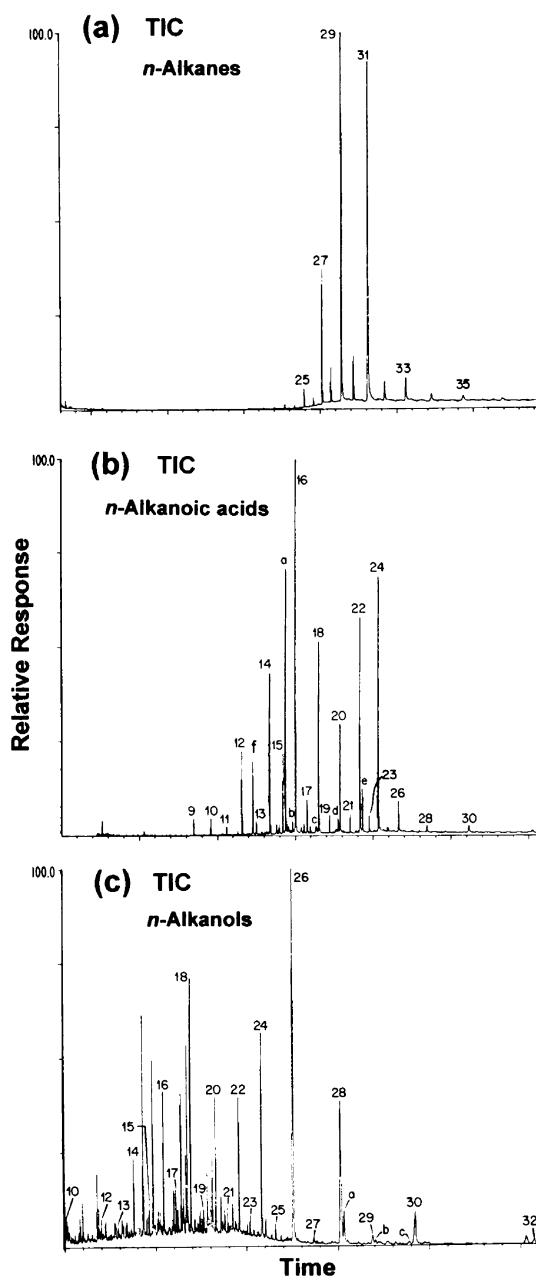 (a) TIC
n-Alkanes
100.0
29
31
27
25
33
35
(b) TIC
n-Alkanoic acids
100.0
16
a
24
22
18
14
20
12
f
15
e
23
9
10
11
13
b
17
c
19
d
21
26
28
30
Relative Response
(c) TIC
n-Alkanols
100.0
26
18
24
16
20
22
28
15
14
17
10
12
13
19
21
23
25
27
a
29
b
c
30
32
Time